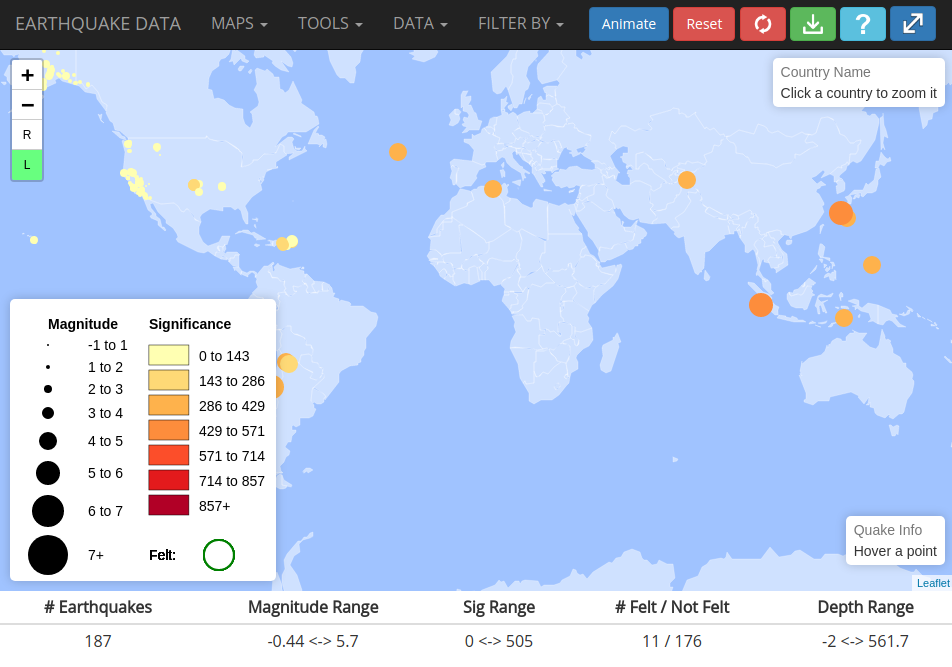 EARTHQUAKE DATA MAPS TOOLS DATA FILTER BY Animate Reset ?
+
−
R
L
Country Name
Click a country to zoom it
Magnitude Significance
-1 to 1
0 to 143
1 to 2
143 to 286
2 to 3
286 to 429
3 to 4
429 to 571
4 to 5
571 to 714
5 to 6
714 to 857
6 to 7
857+
7+ Felt:
Quake Info
Hover a point
Leaflet
# Earthquakes Magnitude Range Sig Range # Felt / Not Felt Depth Range
187 -0.44 <-> 5.7 0 <-> 505 11 / 176 -2 <-> 561.7